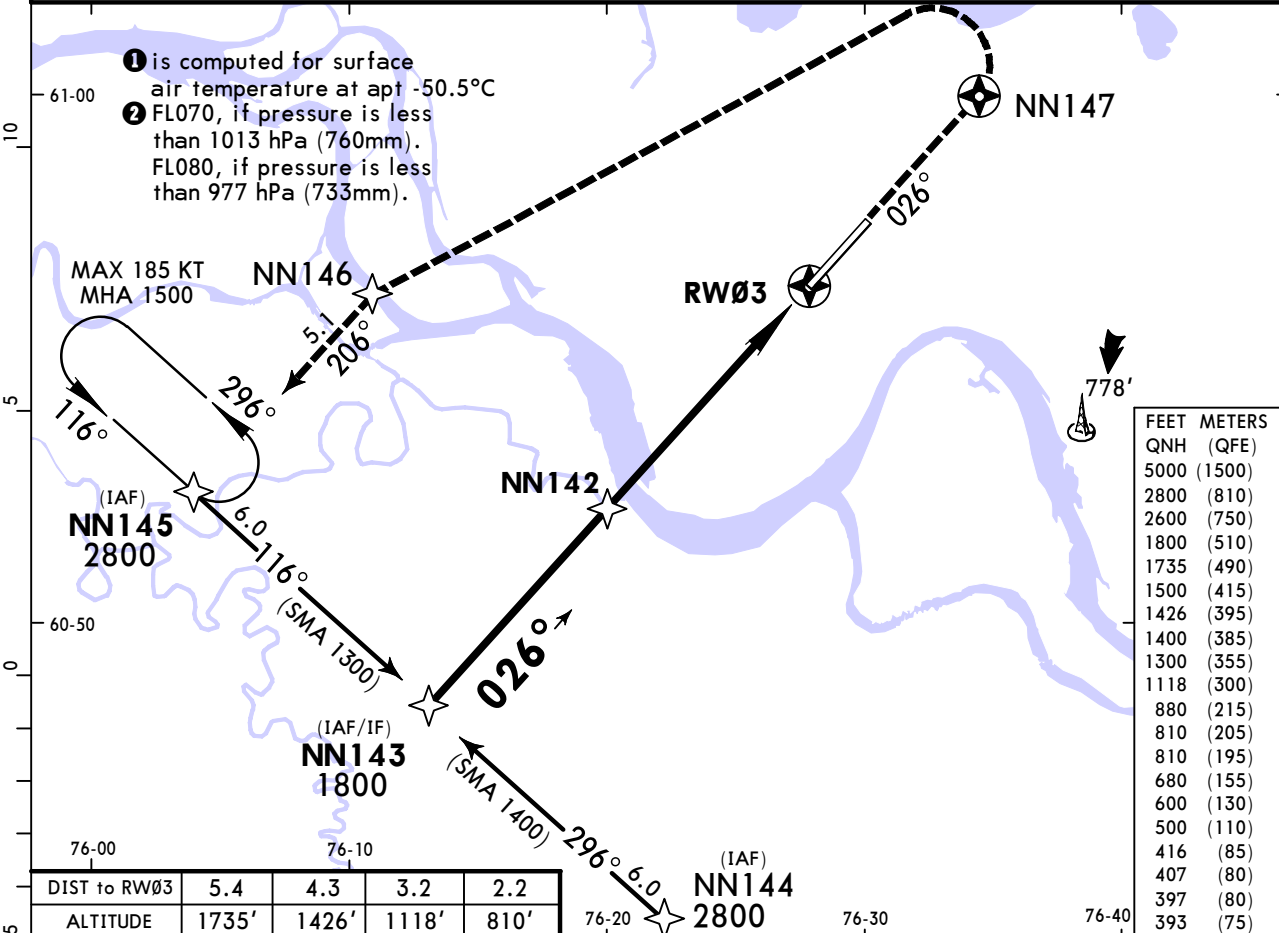 ❶ is computed for surface
air temperature at apt -50.5°C
❷ FL070, if pressure is less
than 1013 hPa (760mm).
FL080, if pressure is less
than 977 hPa (733mm).
61-00
10
NN147
026°
MAX 185 KT
MHA 1500
NN146
RWØ3
5.1
206°
296°
116°
778'
5
(IAF)
NN145
2800
NN142
6.0
116°
(SMA 1300)
60-50
0
026°
(IAF/IF)
NN143
1800
(SMA 1400)
296°
6.0
(IAF)
NN144
2800
76-00
76-10
76-20
76-30
76-40
5
DIST to RWØ3 5.4 4.3 3.2 2.2
ALTITUDE 1735' 1426' 1118' 810'
FEET METERS
QNH (QFE)
5000 (1500)
2800 (810)
2600 (750)
1800 (510)
1735 (490)
1500 (415)
1426 (395)
1400 (385)
1300 (355)
1118 (300)
880 (215)
810 (205)
810 (195)
680 (155)
600 (130)
500 (110)
416 (85)
407 (80)
397 (80)
393 (75)